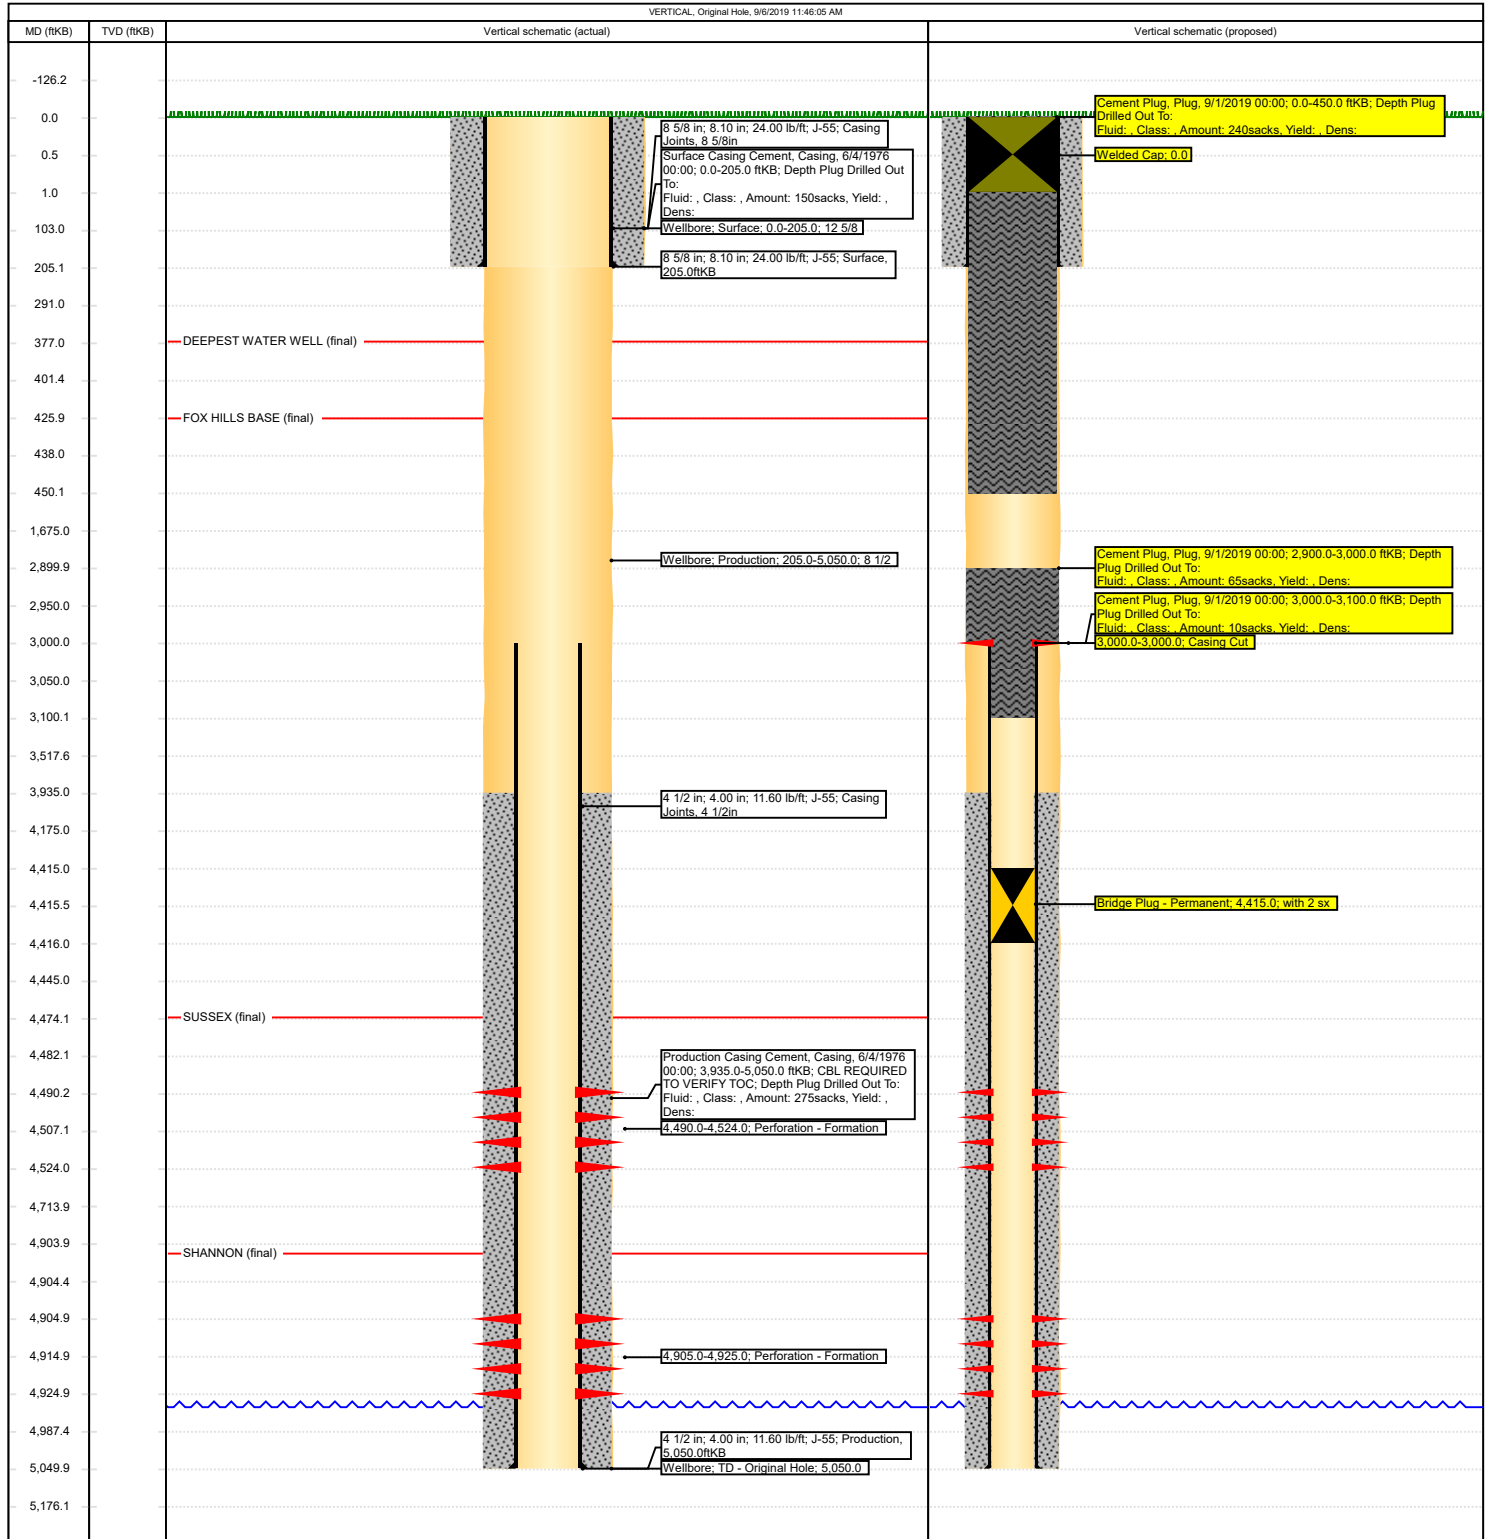 VERTICAL, Original Hole, 9/6/2019 11:46:05 AM
MD (ftKB)
TVD (ftKB)
Vertical schematic (actual)
Vertical schematic (proposed)
-126.2
0.0
0.5
1.0
103.0
205.1
291.0
377.0
401.4
425.9
438.0
450.1
1,675.0
2,899.9
2,950.0
3,000.0
3,050.0
3,100.1
3,517.6
3,935.0
4,175.0
4,415.0
4,415.5
4,416.0
4,445.0
4,474.1
4,482.1
4,490.2
4,507.1
4,524.0
4,713.9
4,903.9
4,904.4
4,904.9
4,914.9
4,924.9
4,987.4
5,049.9
5,176.1
DEEPEST WATER WELL (final)
FOX HILLS BASE (final)
SUSSEX (final)
SHANNON (final)
8 5/8 in; 8.10 in; 24.00 lb/ft; J-55; Casing
Joints, 8 5/8in
Surface Casing Cement, Casing, 6/4/1976
00:00; 0.0-205.0 ftKB; Depth Plug Drilled Out
To:
Fluid: , Class: , Amount: 150sacks, Yield: ,
Dens:
Wellbore; Surface; 0.0-205.0; 12 5/8
8 5/8 in; 8.10 in; 24.00 lb/ft; J-55; Surface,
205.0ftKB
Wellbore; Production; 205.0-5,050.0; 8 1/2
4 1/2 in; 4.00 in; 11.60 lb/ft; J-55; Casing
Joints, 4 1/2in
Production Casing Cement, Casing, 6/4/1976
00:00; 3,935.0-5,050.0 ftKB; CBL REQUIRED
TO VERIFY TOC; Depth Plug Drilled Out To:
Fluid: , Class: , Amount: 275sacks, Yield: ,
Dens:
4,490.0-4,524.0; Perforation - Formation
4,905.0-4,925.0; Perforation - Formation
4 1/2 in; 4.00 in; 11.60 lb/ft; J-55; Production,
5,050.0ftKB
Wellbore; TD - Original Hole; 5,050.0
Cement Plug, Plug, 9/1/2019 00:00; 0.0-450.0 ftKB; Depth Plug
Drilled Out To:
Fluid: , Class: , Amount: 240sacks, Yield: , Dens:
Welded Cap; 0.0
Cement Plug, Plug, 9/1/2019 00:00; 2,900.0-3,000.0 ftKB; Depth
Plug Drilled Out To:
Fluid: , Class: , Amount: 65sacks, Yield: , Dens:
Cement Plug, Plug, 9/1/2019 00:00; 3,000.0-3,100.0 ftKB; Depth
Plug Drilled Out To:
Fluid: , Class: , Amount: 10sacks, Yield: , Dens:
3,000.0-3,000.0; Casing Cut
Bridge Plug - Permanent; 4,415.0; with 2 sx